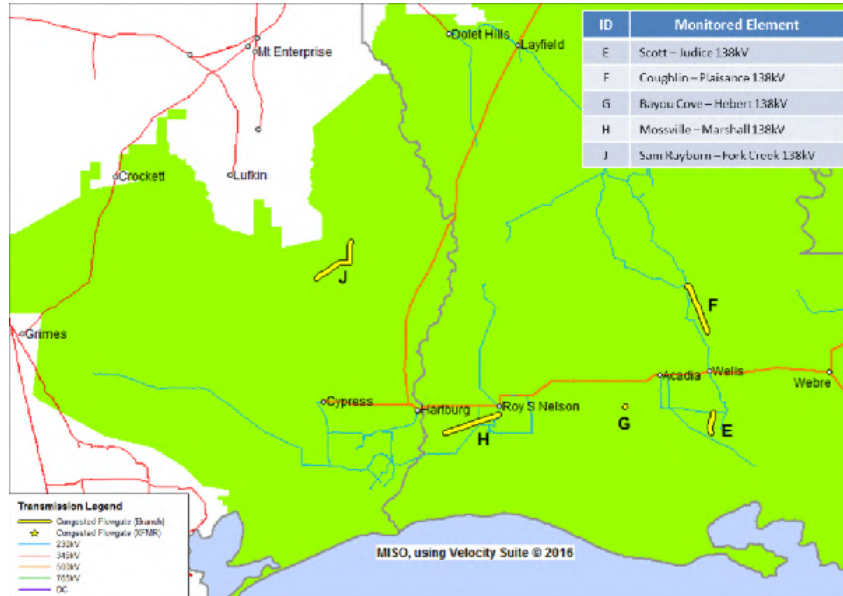 ID Monitored Element
E Scott – Judice 138kV
F Coughlin – Plaisance 138kV
G Bayou Cove – Hebert 138kV
H Mossville – Marshall 138kV
J Sam Rayburn – Fork Creek 138kV
Dolet Hills
Layfield
Mt Enterprise
Crockett
Lufkin
J
F
Grimes
Acadia
Wells
Webre
Cypress
Hartburg
Roy S Nelson
H
G
E
Transmission Legend
Congested Flowgate (Branch)
Congested Flowgate (XFMR)
230kV
345kV
500kV
765kV
DC
MISO, using Velocity Suite © 2016